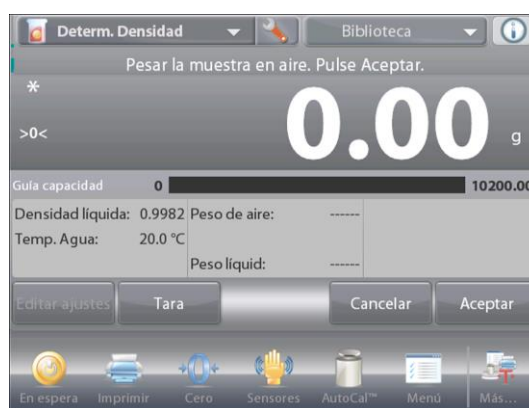 Determ. Densidad Biblioteca
Pesar la muestra en aire. Pulse Aceptar.
*
>0< 0.00 g
Guía capacidad 0 10200.00
Densidad líquida: 0.9982 Peso de aire: ------
Temp. Agua: 20.0 °C
Peso líquid: ------
Editar ajustes Tara Cancelar Aceptar
En espera Imprimir Cero Sensores AutoCal™ Menú Más...